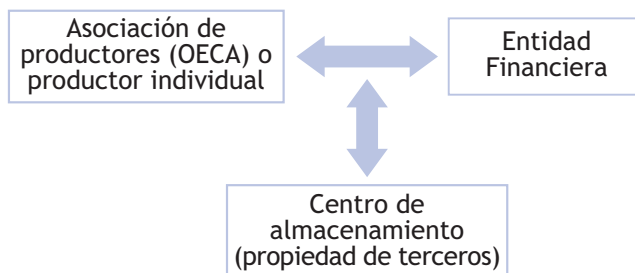 Asociación de
productores (OECA) o
productor individual
Entidad
Financiera
Centro de
almacenamiento
(propiedad de terceros)